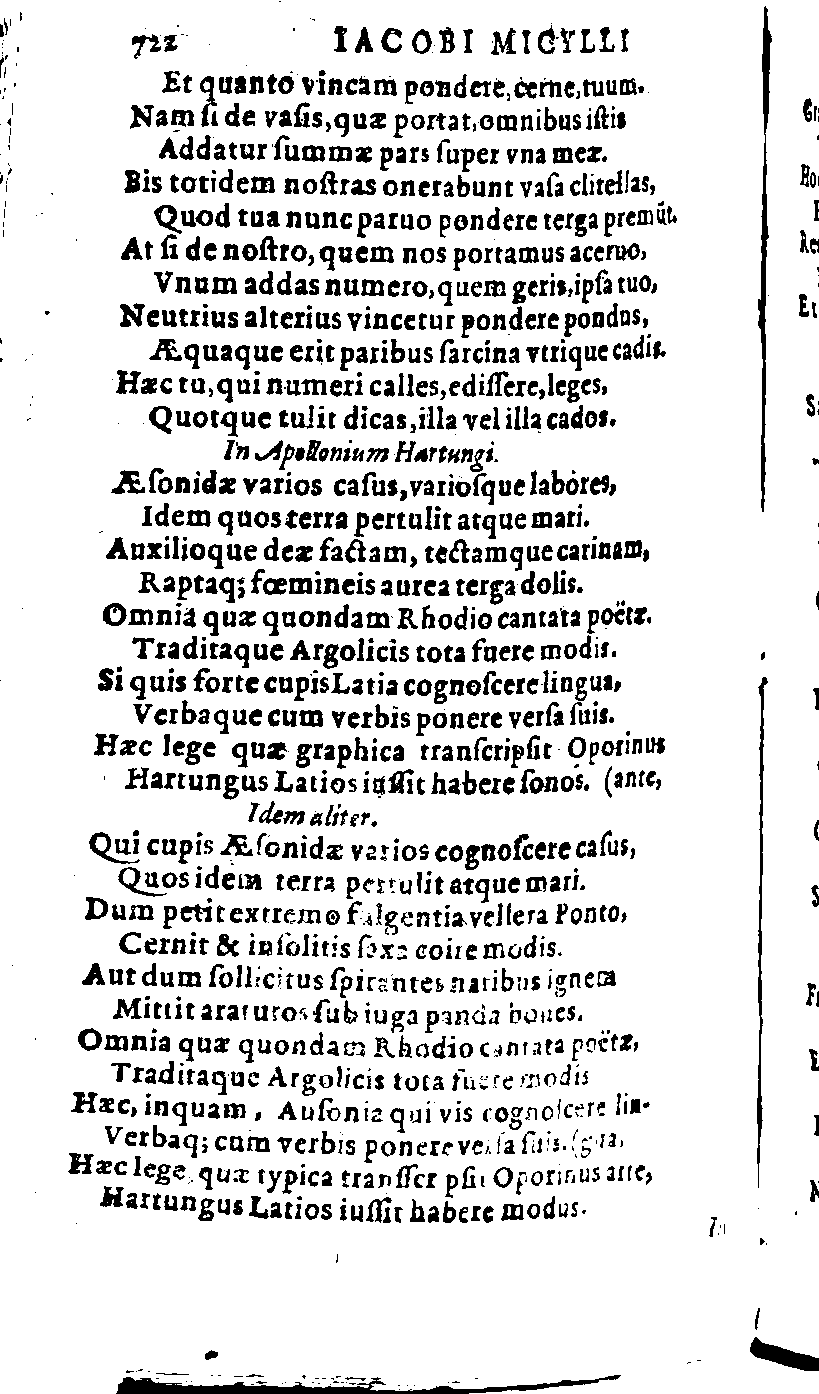 722 IACOBI MICYLLI
Et quanto vincam pondere, cerne, tuum.
Nam ſi de vaſis, quæ portat, omnibus iſtis
Addatur ſummæ pars ſuper vna meæ.
Bis totidem noſtras onerabunt vaſa clitellas,
Quod tua nunc paruo pondere terga premũt.
At ſi de noſtro, quem nos portamus aceruo,
Vnum addas numero, quem geris, ipſa tuo,
Neutrius alterius vincetur pondere pondus,
Æquaque erit paribus ſarcina vtrique cadis.
Hæc tu, qui numeri calles, ediſſere, leges,
Quotque tulit dicas, illa vel illa cados.
In Apollonium Hartungi.
Æſonidæ varios caſus, varioſque labores,
Idem quos terra pertulit atque mari.
Auxilioque deæ factam, tectamque carinam,
Raptaq; fœmineis aurea terga dolis.
Omnia quæ quondam Rhodio cantata poëtæ.
Traditaque Argolicis tota fuere modis.
Si quis forte cupis Latia cognoſcere lingua,
Verbaque cum verbis ponere verſa ſuis.
Hæc lege quæ graphica tranſcripſit Oporinus
Hartungus Latios iuſſit habere ſonos. (ante,
Idem aliter.
Qui cupis Æſonidæ varios cognoſcere caſus,
Quos idem terra pertulit atque mari.
Dum petit extremo fulgentia vellera Ponto,
Cernit & inſolitis ſaxa coire modis.
Aut dum ſollicitus ſpirantes naribus ignem
Mittit araturos ſub iuga panda boues.
Omnia quæ quondam Rhodio cantata poëtæ,
Traditaque Argolicis tota fuere modis
Hæc, inquam, Auſonia qui vis cognoſcere lin-
Verbaq; cum verbis ponere verſa ſuis. (gua,
Hæc lege, quæ typica tranſſcripſit Oporinus arte,
Hartungus Latios iuſſit habere modus.
In